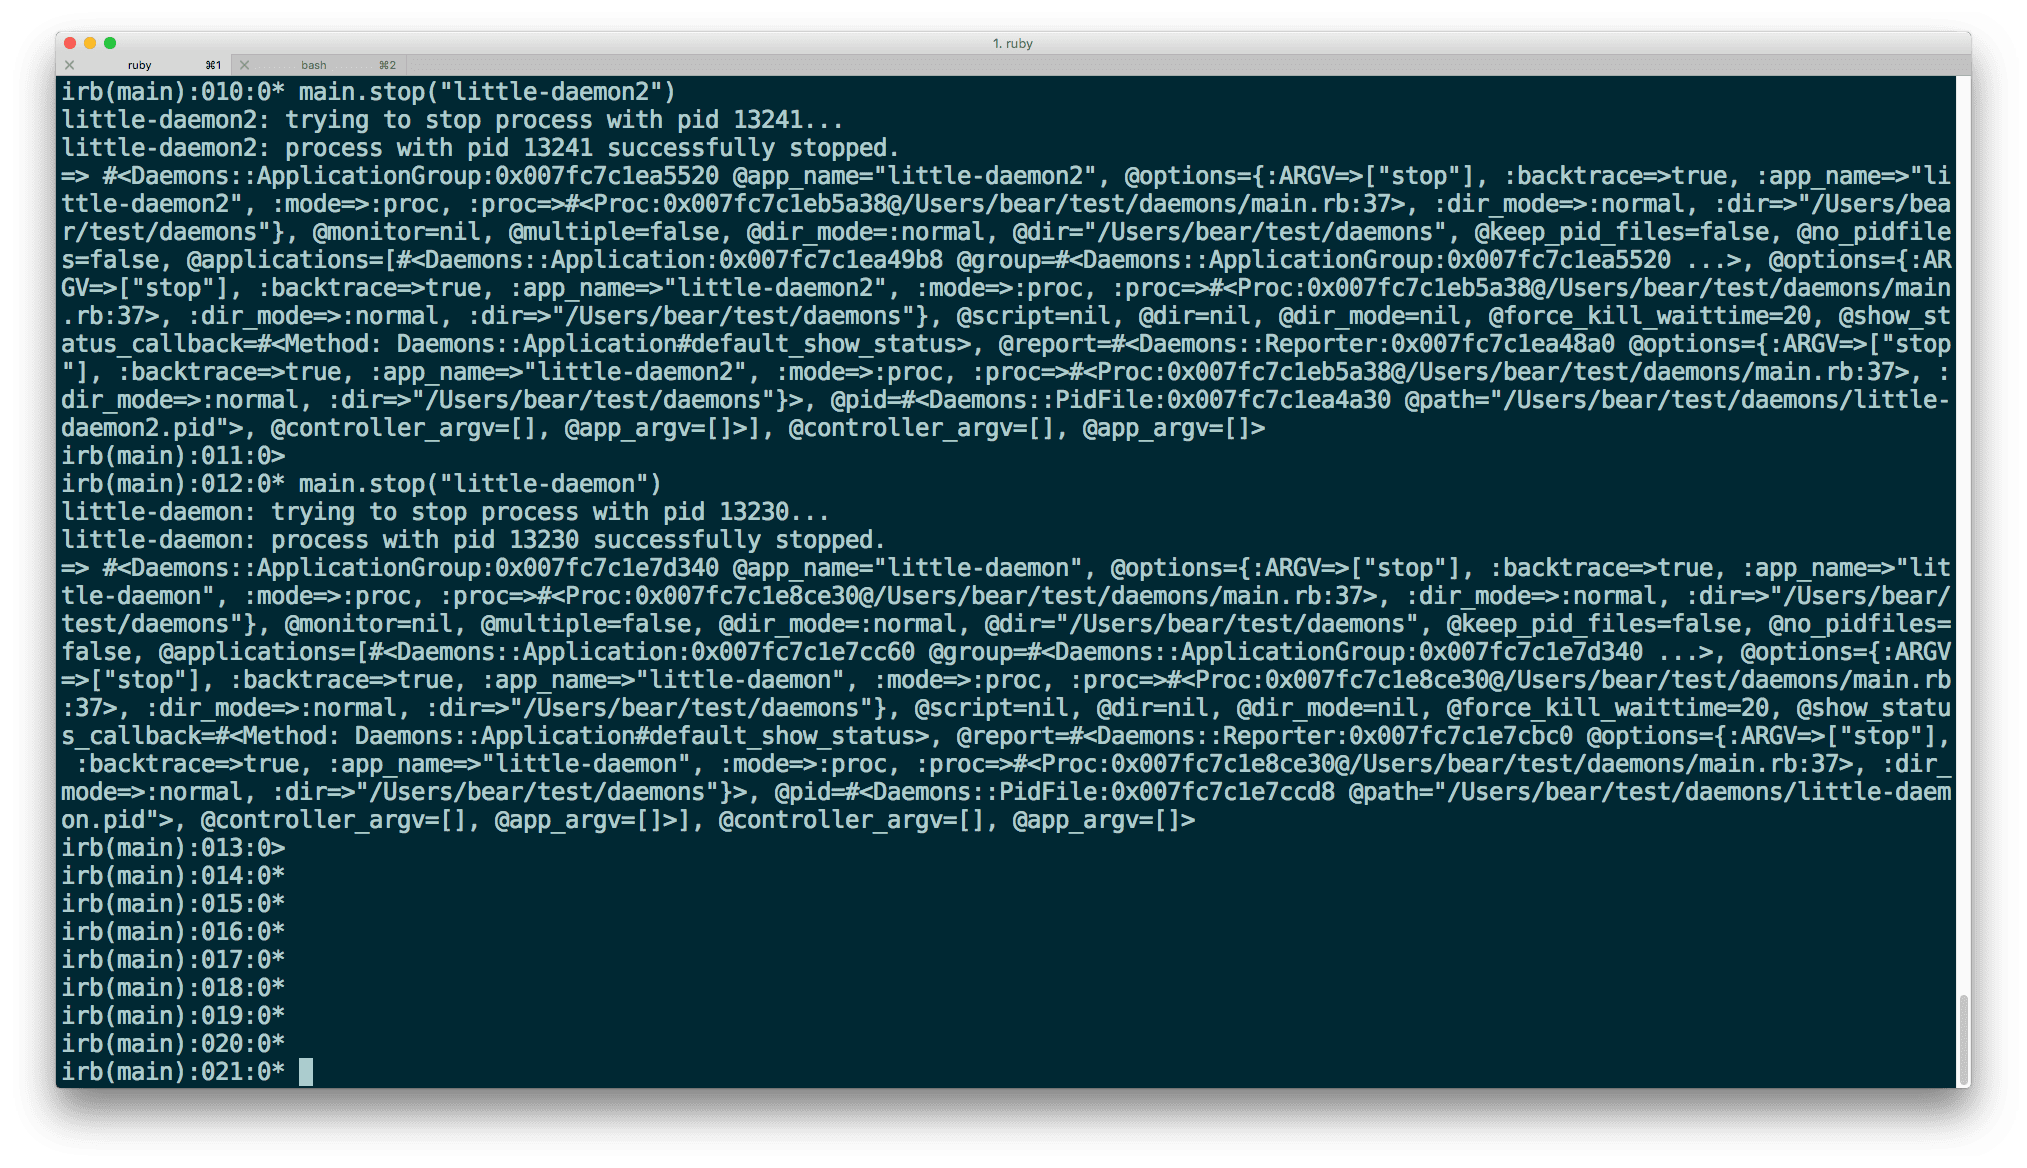 1. ruby
ruby ⌘1 bash ⌘2
irb(main):010:0* main.stop("little-daemon2")
little-daemon2: trying to stop process with pid 13241...
little-daemon2: process with pid 13241 successfully stopped.
=> #<Daemons::ApplicationGroup:0x007fc7c1ea5520 @app_name="little-daemon2", @options={:ARGV=>["stop"], :backtrace=>true, :app_name=>"li
ttle-daemon2", :mode=>:proc, :proc=>#<Proc:0x007fc7c1eb5a38@/Users/bear/test/daemons/main.rb:37>, :dir_mode=>:normal, :dir=>"/Users/bea
r/test/daemons"}, @monitor=nil, @multiple=false, @dir_mode=:normal, @dir="/Users/bear/test/daemons", @keep_pid_files=false, @no_pidfile
s=false, @applications=[#<Daemons::Application:0x007fc7c1ea49b8 @group=#<Daemons::ApplicationGroup:0x007fc7c1ea5520 ...>, @options={:AR
GV=>["stop"], :backtrace=>true, :app_name=>"little-daemon2", :mode=>:proc, :proc=>#<Proc:0x007fc7c1eb5a38@/Users/bear/test/daemons/main
.rb:37>, :dir_mode=>:normal, :dir=>"/Users/bear/test/daemons"}, @script=nil, @dir=nil, @dir_mode=nil, @force_kill_waittime=20, @show_st
atus_callback=#<Method: Daemons::Application#default_show_status>, @report=#<Daemons::Reporter:0x007fc7c1ea48a0 @options={:ARGV=>["stop
"], :backtrace=>true, :app_name=>"little-daemon2", :mode=>:proc, :proc=>#<Proc:0x007fc7c1eb5a38@/Users/bear/test/daemons/main.rb:37>, :
dir_mode=>:normal, :dir=>"/Users/bear/test/daemons"}>, @pid=#<Daemons::PidFile:0x007fc7c1ea4a30 @path="/Users/bear/test/daemons/little-
daemon2.pid">, @controller_argv=[], @app_argv=[]>], @controller_argv=[], @app_argv=[]>
irb(main):011:0>
irb(main):012:0* main.stop("little-daemon")
little-daemon: trying to stop process with pid 13230...
little-daemon: process with pid 13230 successfully stopped.
=> #<Daemons::ApplicationGroup:0x007fc7c1e7d340 @app_name="little-daemon", @options={:ARGV=>["stop"], :backtrace=>true, :app_name=>"lit
tle-daemon", :mode=>:proc, :proc=>#<Proc:0x007fc7c1e8ce30@/Users/bear/test/daemons/main.rb:37>, :dir_mode=>:normal, :dir=>"/Users/bear/
test/daemons"}, @monitor=nil, @multiple=false, @dir_mode=:normal, @dir="/Users/bear/test/daemons", @keep_pid_files=false, @no_pidfiles=
false, @applications=[#<Daemons::Application:0x007fc7c1e7cc60 @group=#<Daemons::ApplicationGroup:0x007fc7c1e7d340 ...>, @options={:ARGV
=>["stop"], :backtrace=>true, :app_name=>"little-daemon", :mode=>:proc, :proc=>#<Proc:0x007fc7c1e8ce30@/Users/bear/test/daemons/main.rb
:37>, :dir_mode=>:normal, :dir=>"/Users/bear/test/daemons"}, @script=nil, @dir=nil, @dir_mode=nil, @force_kill_waittime=20, @show_statu
s_callback=#<Method: Daemons::Application#default_show_status>, @report=#<Daemons::Reporter:0x007fc7c1e7cbc0 @options={:ARGV=>["stop"],
 :backtrace=>true, :app_name=>"little-daemon", :mode=>:proc, :proc=>#<Proc:0x007fc7c1e8ce30@/Users/bear/test/daemons/main.rb:37>, :dir_
mode=>:normal, :dir=>"/Users/bear/test/daemons"}>, @pid=#<Daemons::PidFile:0x007fc7c1e7ccd8 @path="/Users/bear/test/daemons/little-daem
on.pid">, @controller_argv=[], @app_argv=[]>], @controller_argv=[], @app_argv=[]>
irb(main):013:0>
irb(main):014:0*
irb(main):015:0*
irb(main):016:0*
irb(main):017:0*
irb(main):018:0*
irb(main):019:0*
irb(main):020:0*
irb(main):021:0*